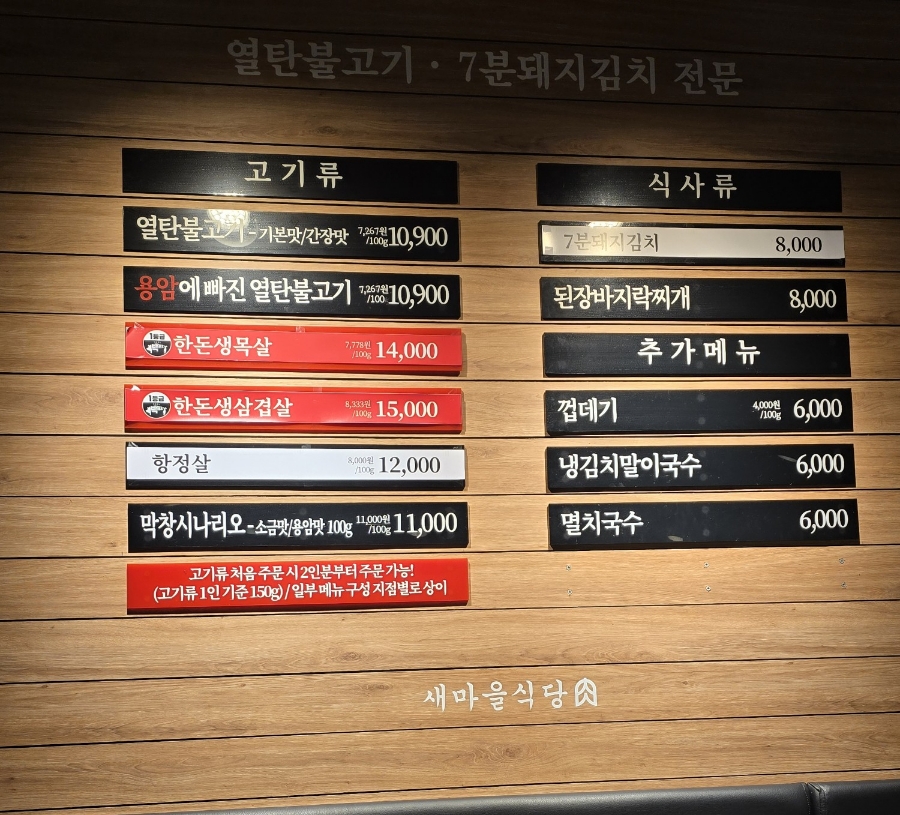 열탄불고기 · 7분돼지김치 전문
고기류
열탄불고기 - 기본맛/간장맛 7,267원/100g 10,900
용암에 빠진 열탄불고기 7,267원/100 10,900
1등급 한돈생목살 7,778원/100g 14,000
1등급 한돈생삼겹살 8,333원/100g 15,000
항정살 8,000원/100g 12,000
막창시나리오 - 소금맛/용암맛 100g 11,000원/100g 11,000
고기류 처음 주문 시 2인분부터 주문 가능!
(고기류 1인 기준 150g) / 일부 메뉴 구성 지점별로 상이
식사류
7분돼지김치 8,000
된장바지락찌개 8,000
추가메뉴
껍데기 4,000원/100g 6,000
냉김치말이국수 6,000
멸치국수 6,000
새마을식당